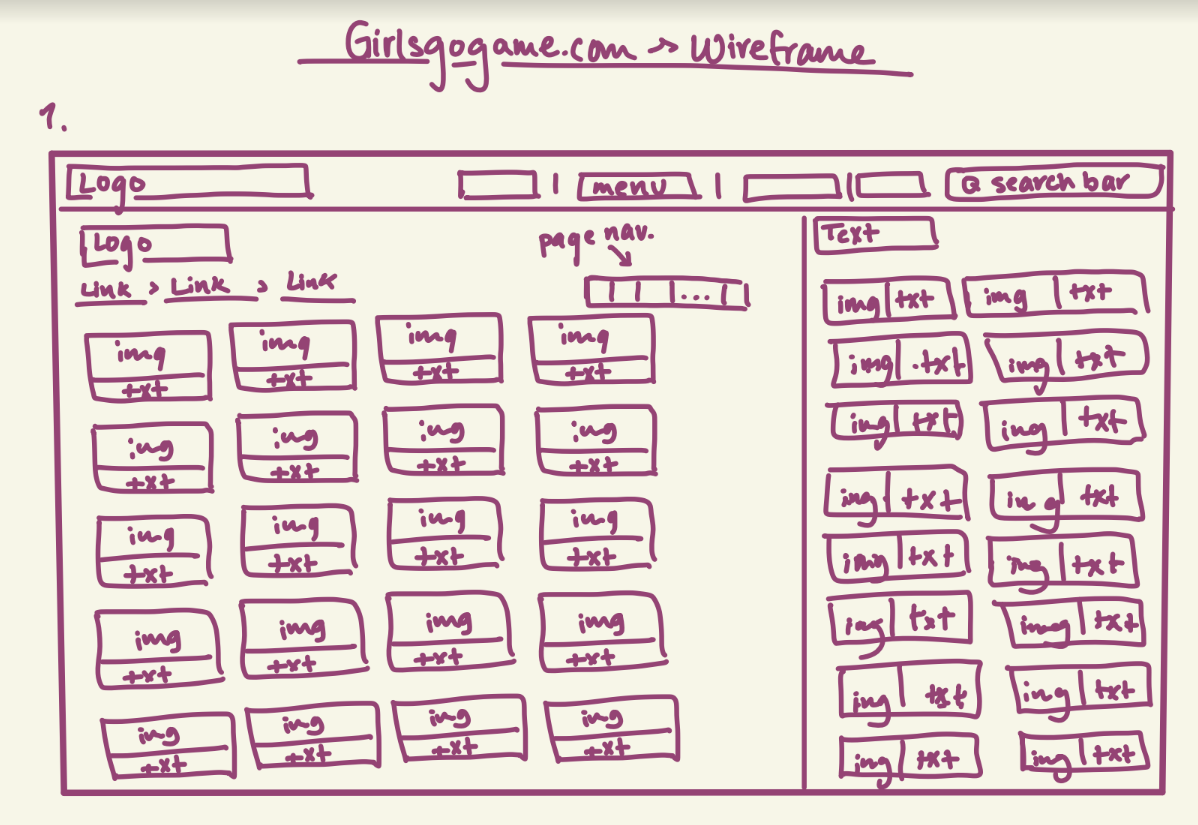 Girlsgogame.com → Wireframe
1.
Logo | menu | | search bar
Logo
page nav.
Link > Link > Link
...
img img img img
txt txt txt txt
img img img img
txt txt txt txt
img img img img
txt txt txt txt
img img img img
txt txt txt txt
img img img img
txt txt txt txt
Text
img txt img txt
img txt img txt
img txt img txt
img txt img txt
img txt img txt
img txt img txt
img txt img txt
img txt img txt